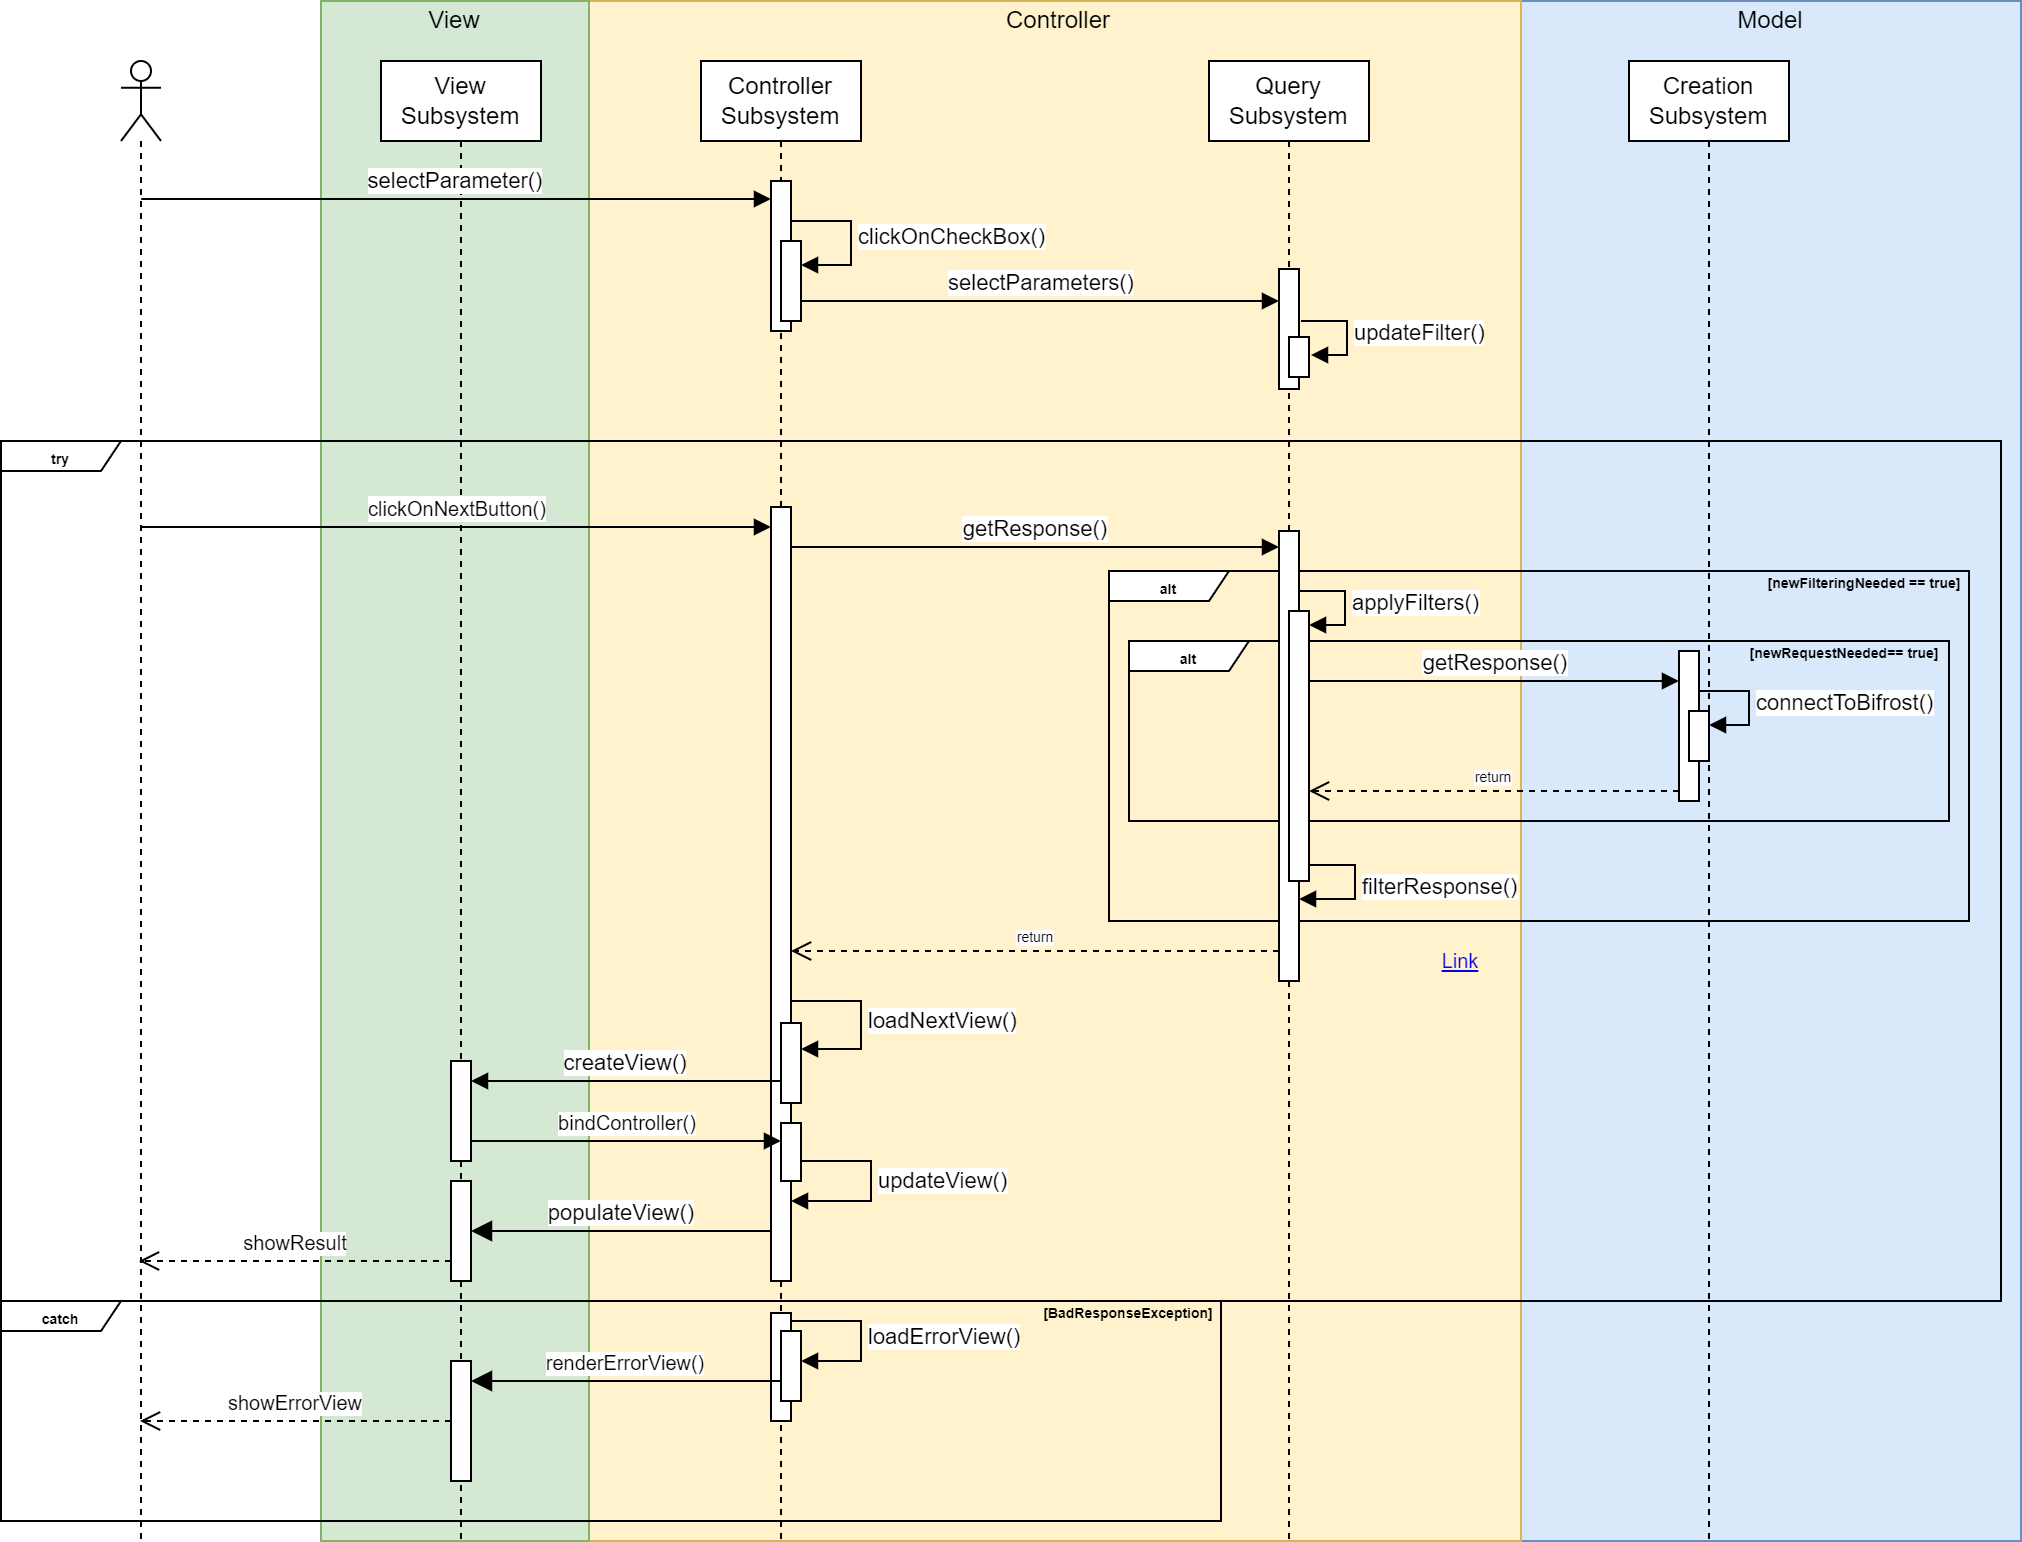 View
Controller
Model
View
Subsystem
Controller
Subsystem
Query
Subsystem
Creation
Subsystem
selectParameter()
clickOnCheckBox()
selectParameters()
updateFilter()
try
clickOnNextButton()
getResponse()
alt
[newFilteringNeeded == true]
applyFilters()
alt
[newRequestNeeded== true]
getResponse()
connectToBifrost()
return
filterResponse()
return
Link
loadNextView()
createView()
bindController()
updateView()
populateView()
showResult
catch
[BadResponseException]
loadErrorView()
renderErrorView()
showErrorView